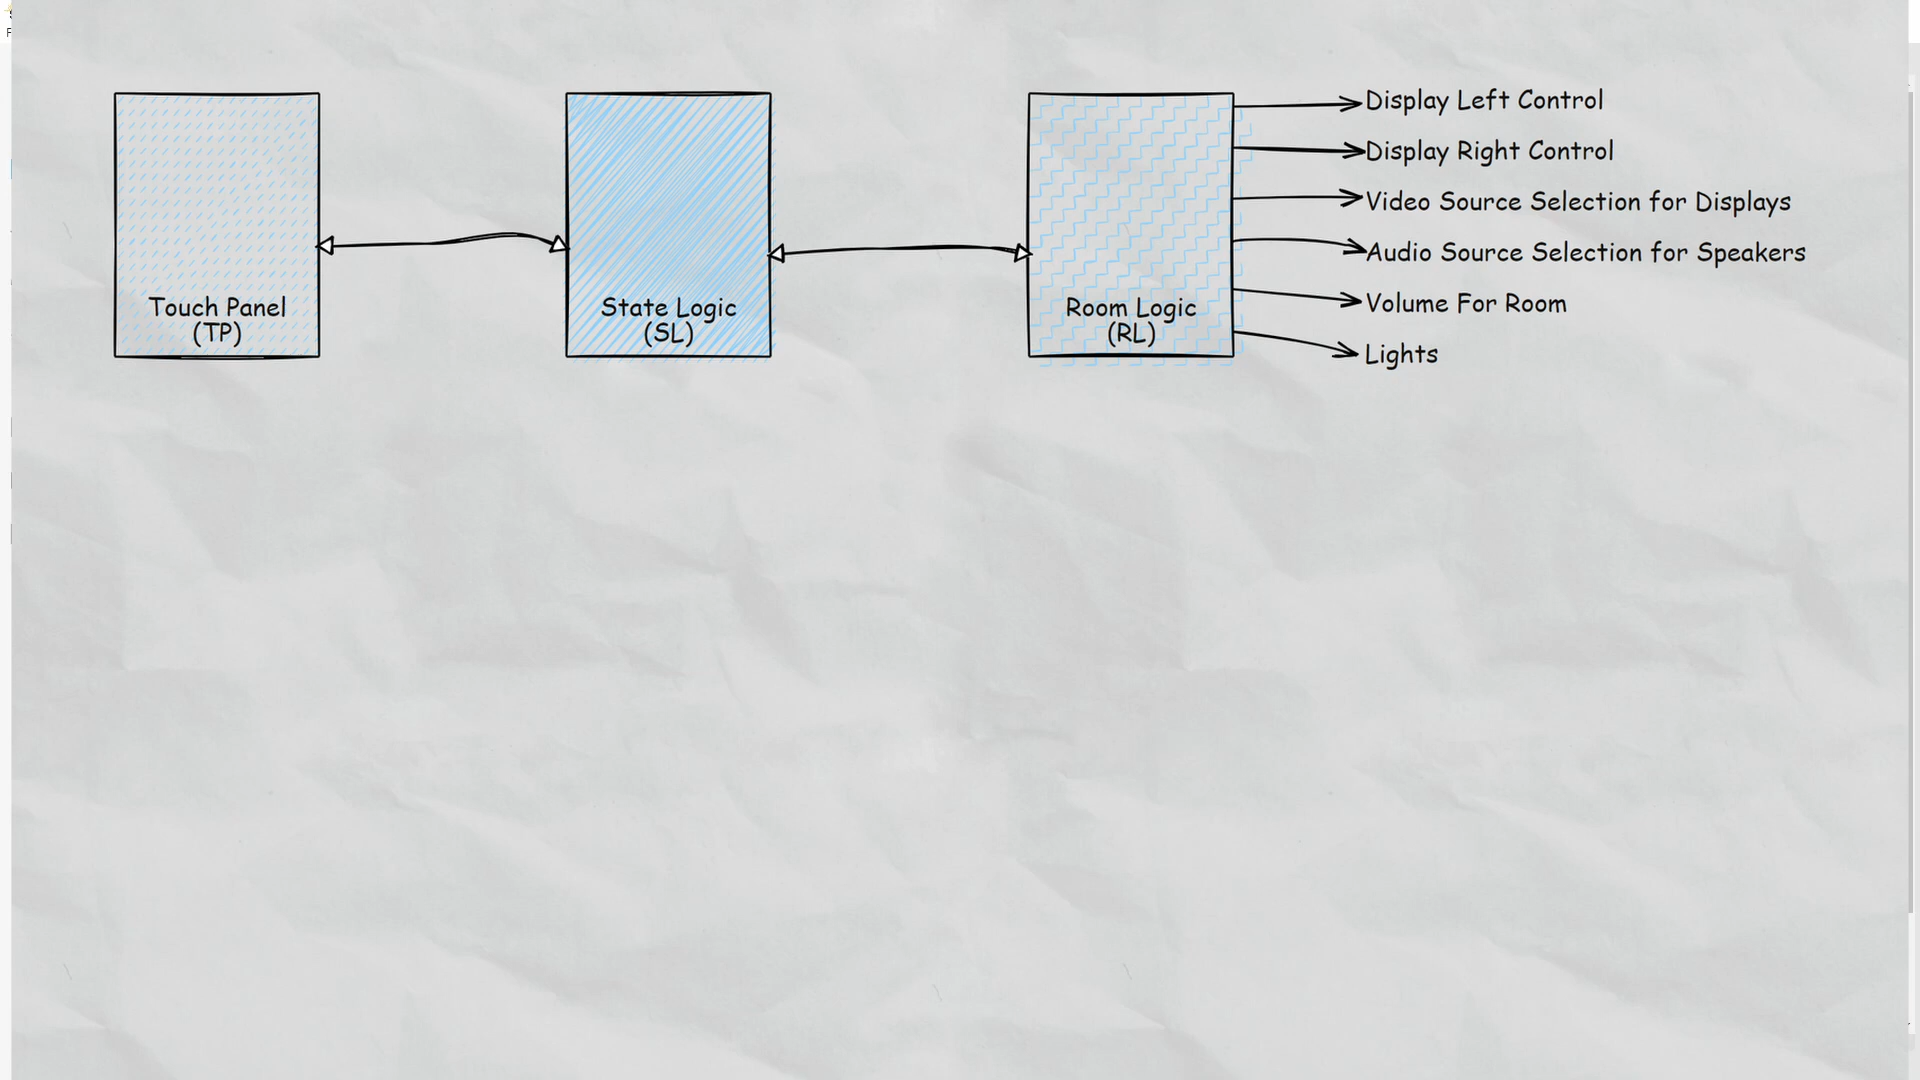 Touch Panel
(TP)
State Logic
(SL)
Room Logic
(RL)
Display Left Control
Display Right Control
Video Source Selection for Displays
Audio Source Selection for Speakers
Volume For Room
Lights